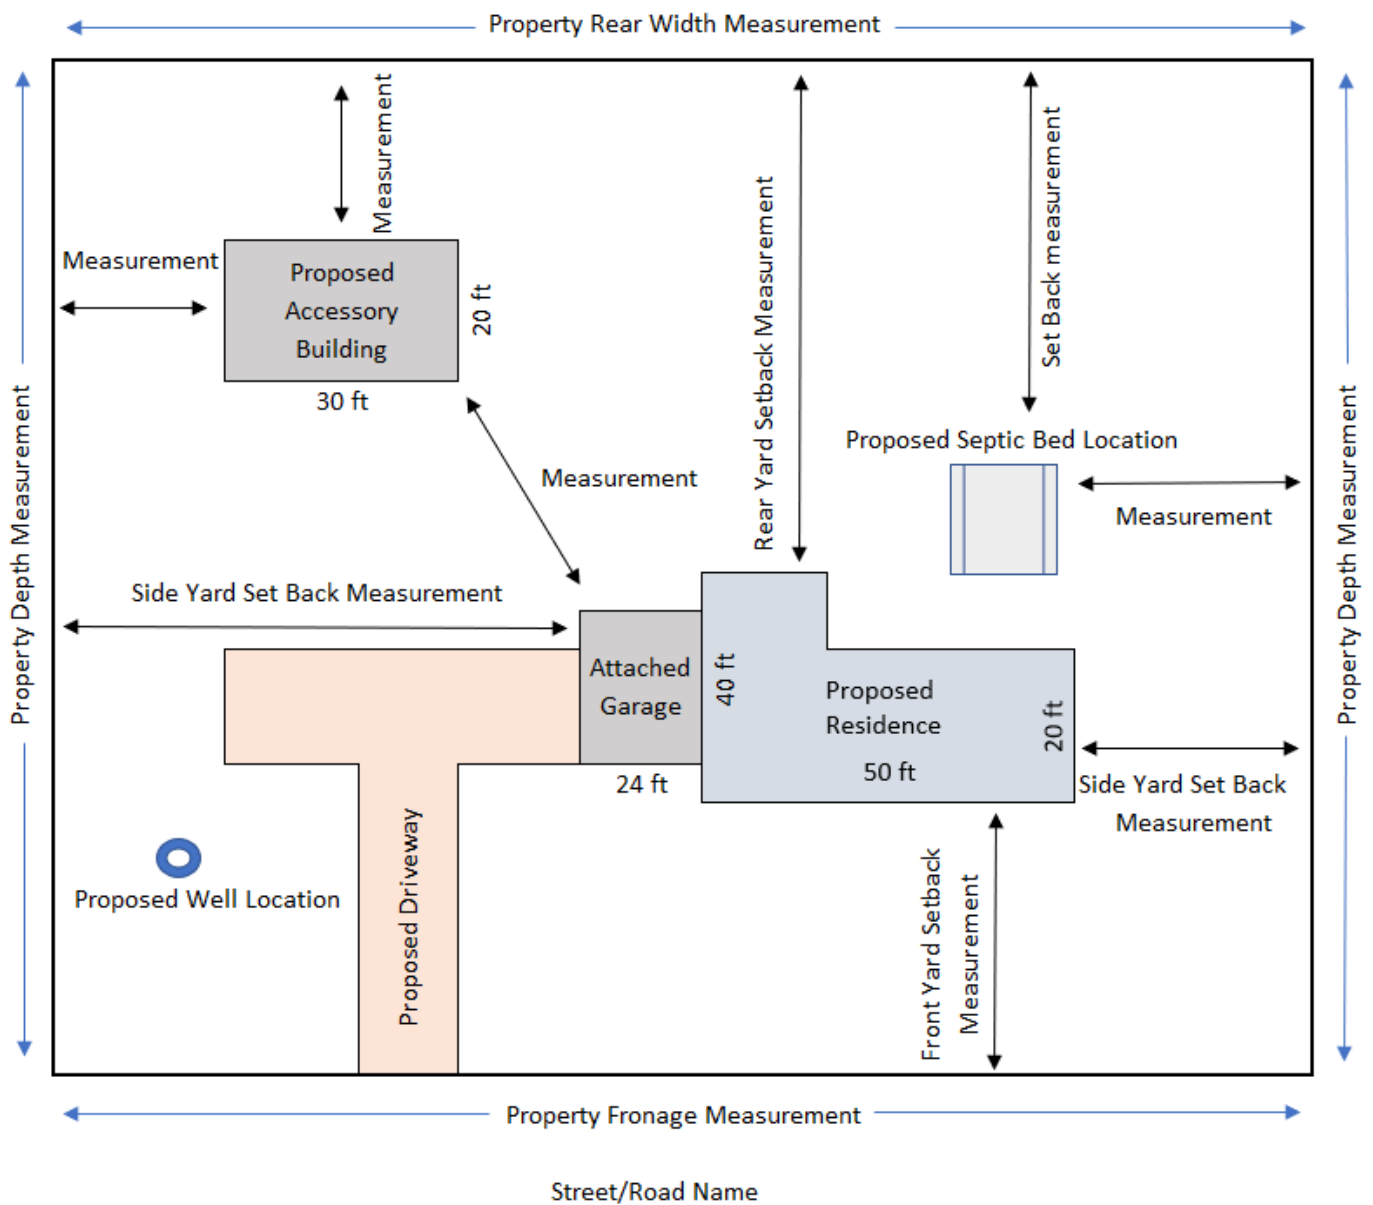 Property Rear Width Measurement
Measurement
Measurement
Proposed
Accessory
Building
20 ft
30 ft
Measurement
Rear Yard Setback Measurement
Set Back measurement
Proposed Septic Bed Location
Measurement
Property Depth Measurement
Property Depth Measurement
Side Yard Set Back Measurement
Attached
Garage
24 ft
40 ft
Proposed
Residence
50 ft
20 ft
Side Yard Set Back
Measurement
Proposed Well Location
Proposed Driveway
Front Yard Setback
Measurement
Property Fronage Measurement
Street/Road Name